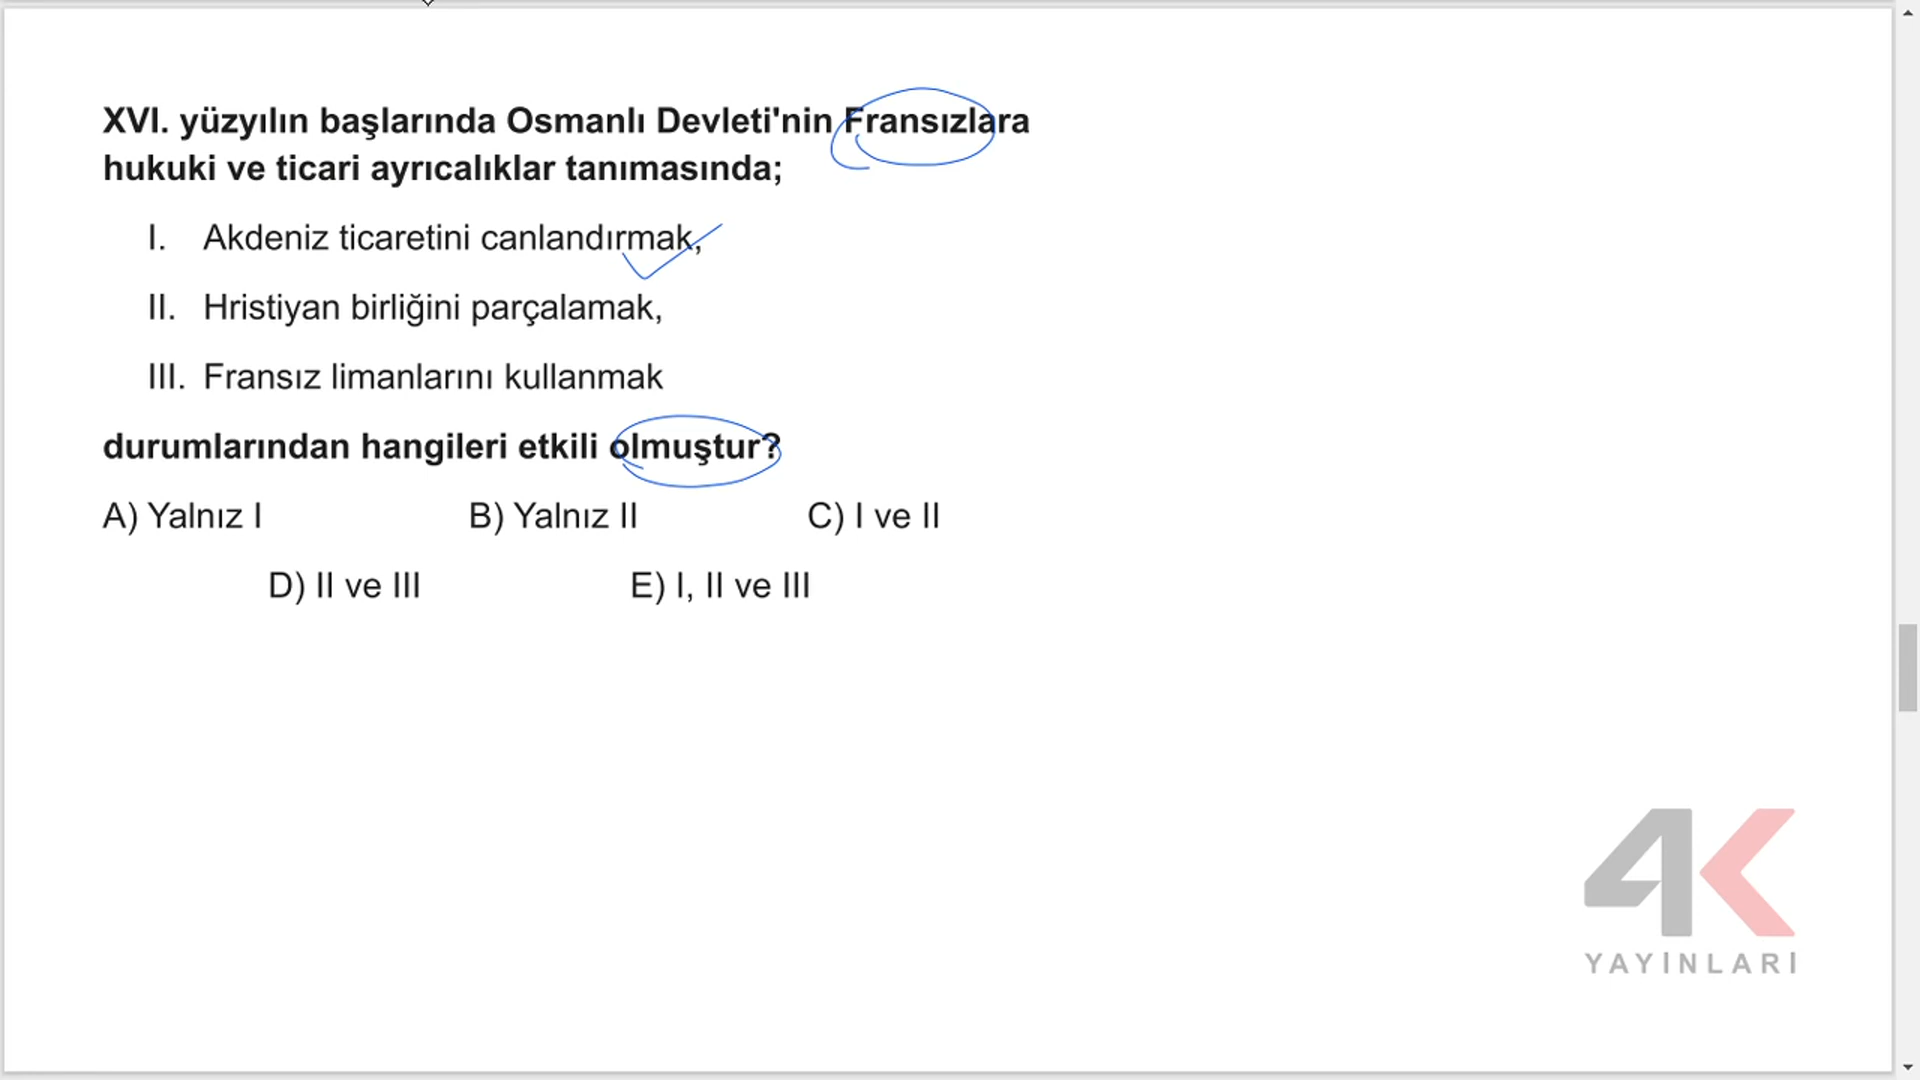 XVI. yüzyılın başlarında Osmanlı Devleti'nin Fransızlara
hukuki ve ticari ayrıcalıklar tanımasında;
I. Akdeniz ticaretini canlandırmak,
II. Hristiyan birliğini parçalamak,
III. Fransız limanlarını kullanmak
durumlarından hangileri etkili olmuştur?
A) Yalnız I B) Yalnız II C) I ve II
D) II ve III E) I, II ve III
4K
YAYINLARI